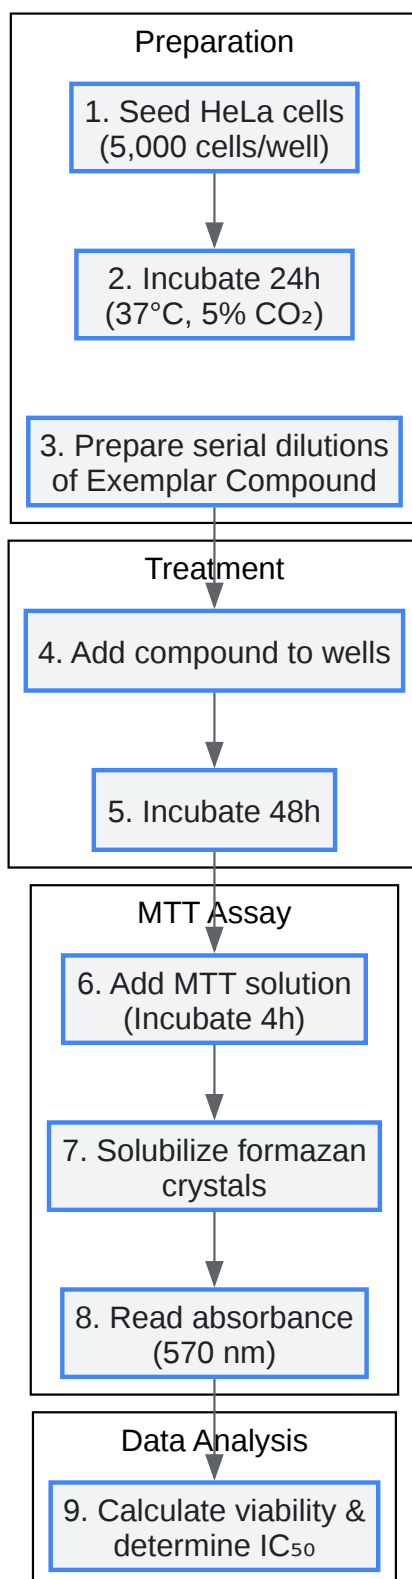 Preparation
1. Seed HeLa cells
(5,000 cells/well)
2. Incubate 24h
(37°C, 5% CO₂)
3. Prepare serial dilutions
of Exemplar Compound
Treatment
4. Add compound to wells
5. Incubate 48h
MTT Assay
6. Add MTT solution
(Incubate 4h)
7. Solubilize formazan
crystals
8. Read absorbance
(570 nm)
Data Analysis
9. Calculate viability &
determine IC₅₀